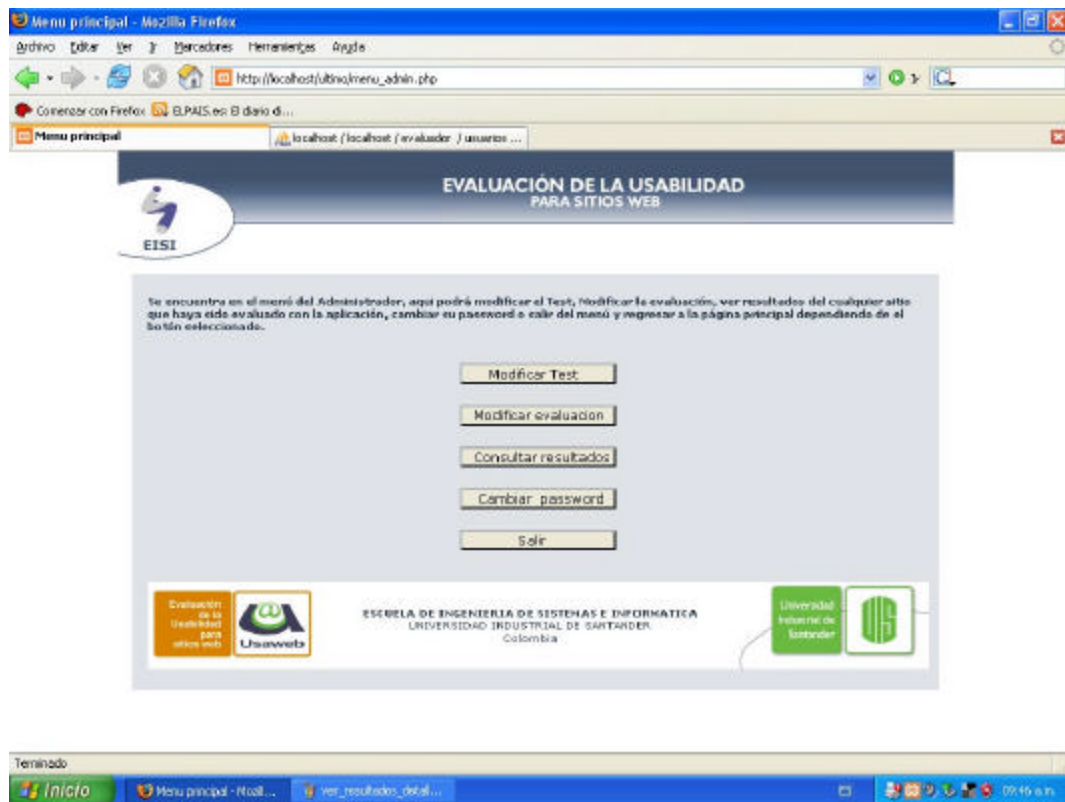 Menu principal - Mozilla Firefox
Archivo Editar Ver Ir Marcadores Herramientas Ayuda
http://localhost/ultimo/menu_admin.php
Comenzar con Firefox ELPAIS.es: El diario d...
Menu principal localhost / localhost / evaluador / usuarios ...
EVALUACIÓN DE LA USABILIDAD
PARA SITIOS WEB
EISI
Se encuentra en el menú del Administrador, aquí podrá modificar el Test, Modificar la evaluación, ver resultados del cualquier sitio
que haya sido evaluado con la aplicación, cambiar su password o salir del menú y regresar a la página principal dependiendo de el
botón seleccionado.
Modificar Test
Modificar evaluacion
Consultar resultados
Cambiar password
Salir
Evaluación
de la
Usabilidad
para
sitios web
Usaweb
ESCUELA DE INGENIERIA DE SISTEMAS E INFORMATICA
UNIVERSIDAD INDUSTRIAL DE SANTANDER
Colombia
Universidad
Industrial de
Santander
Terminado
Inicio Menu principal - Mozil... ver_resultados_detal... 09:46 a.m.